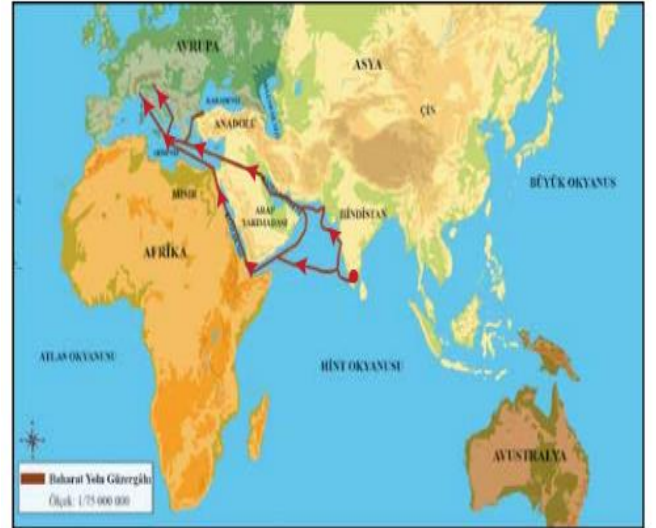 AVRUPA
ASYA
KARADENİZ
ANADOLU
ÇİN
AKDENİZ
BÜYÜK OKYANUS
MISIR
ARAP
YARIMADASI
HİNDİSTAN
AFRİKA
ATLAS OKYANUSU
HİNT OKYANUSU
AVUSTRALYA
Baharat Yolu Güzergâhı
Ölçek: 1/75 000 000